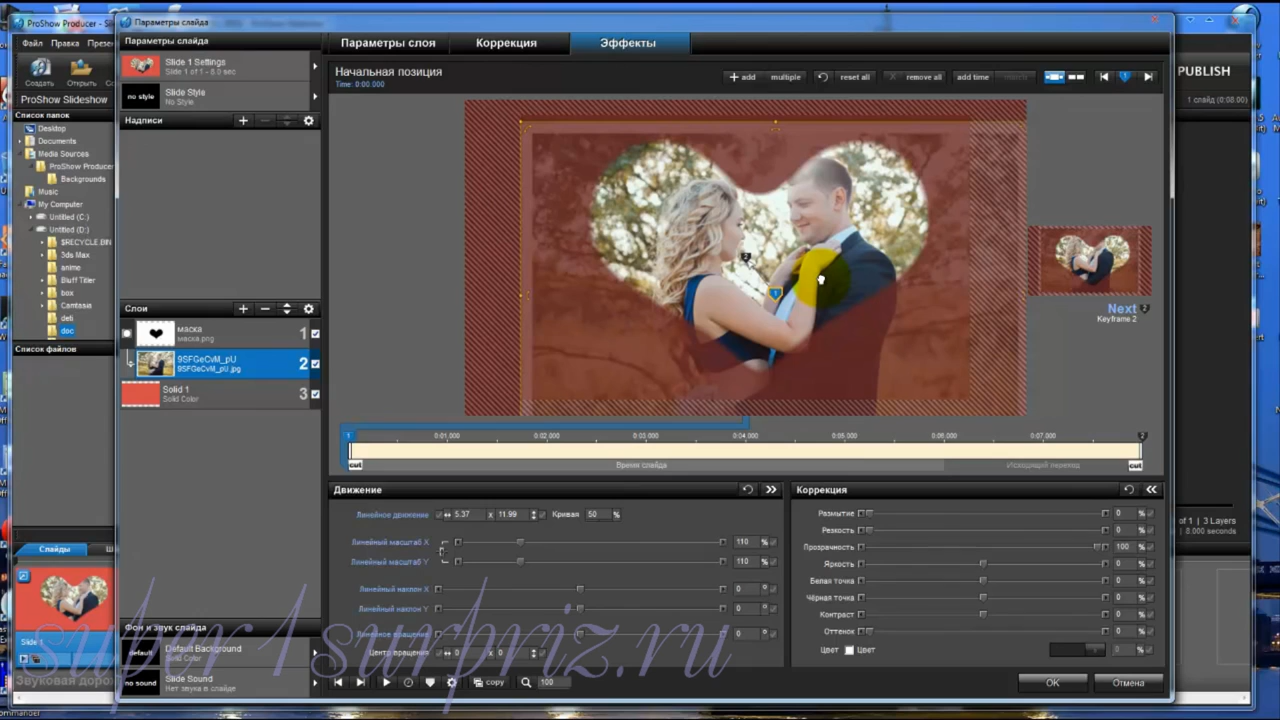 ProShow Producer - Slid
Параметры слайда
Файл Правка Презен
Создать Открыть
ProShow Slideshow
Список папок
Desktop
Documents
Media Sources
ProShow Producer
Backgrounds
Music
My Computer
Untitled (C:)
Untitled (D:)
$RECYCLE.BIN
3ds Max
anime
Bluff Titler
box
Camtasia
deti
doc
Список файлов
Слайды
Slide 1
Звуковая дорож
Параметры слайда
Slide 1 Settings
Slide 1 of 1 - 8.0 sec
no style
Slide Style
No Style
Надписи
Слои
маска
маска.png
1
9SFGeCvM_pU
9SFGeCvM_pU.jpg
2
Solid 1
Solid Color
3
Фон и звук слайда
default
Default Background
Solid Color
no sound
Slide Sound
Нет звука в слайде
Параметры слоя
Коррекция
Эффекты
Начальная позиция
Time: 0:00.000
add
multiple
reset all
remove all
add time
match
1
2
1
Next 2
Keyframe 2
1 0:01.000 0:02.000 0:03.000 0:04.000 0:05.000 0:06.000 0:07.000 2
cut
Время слайда
Исходящий переход
cut
Движение
Линейное движение 5.37 x 11.99 Кривая 50 %
Линейный масштаб X 110 %
Линейный масштаб Y 110 %
Линейный наклон X 0 °
Линейный наклон Y 0 °
Линейное вращение 0 °
Центр вращения 0 x 0
copy
100
Коррекция
Размытие 0 %
Резкость 0 %
Прозрачность 100 %
Яркость 0 %
Белая точка 0 %
Чёрная точка 0 %
Контраст 0 %
Оттенок 0 %
Цвет Цвет 0 %
OK
Отмена
PUBLISH
1 слайд (0:08.00)
of 1 | 3 Layers
8.000 seconds
super1surpriz.ru